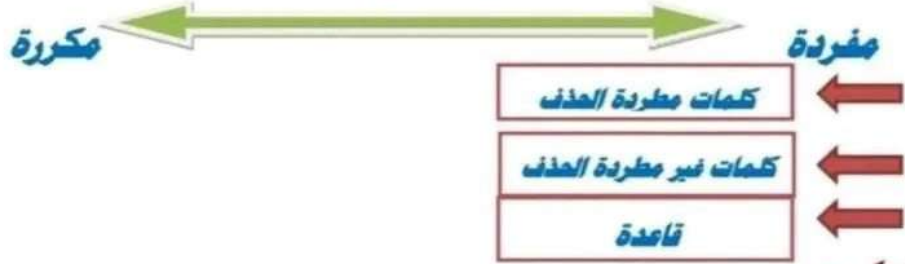 مفردة مكررة
كلمات مطردة الحذف
كلمات غير مطردة الحذف
قاعدة